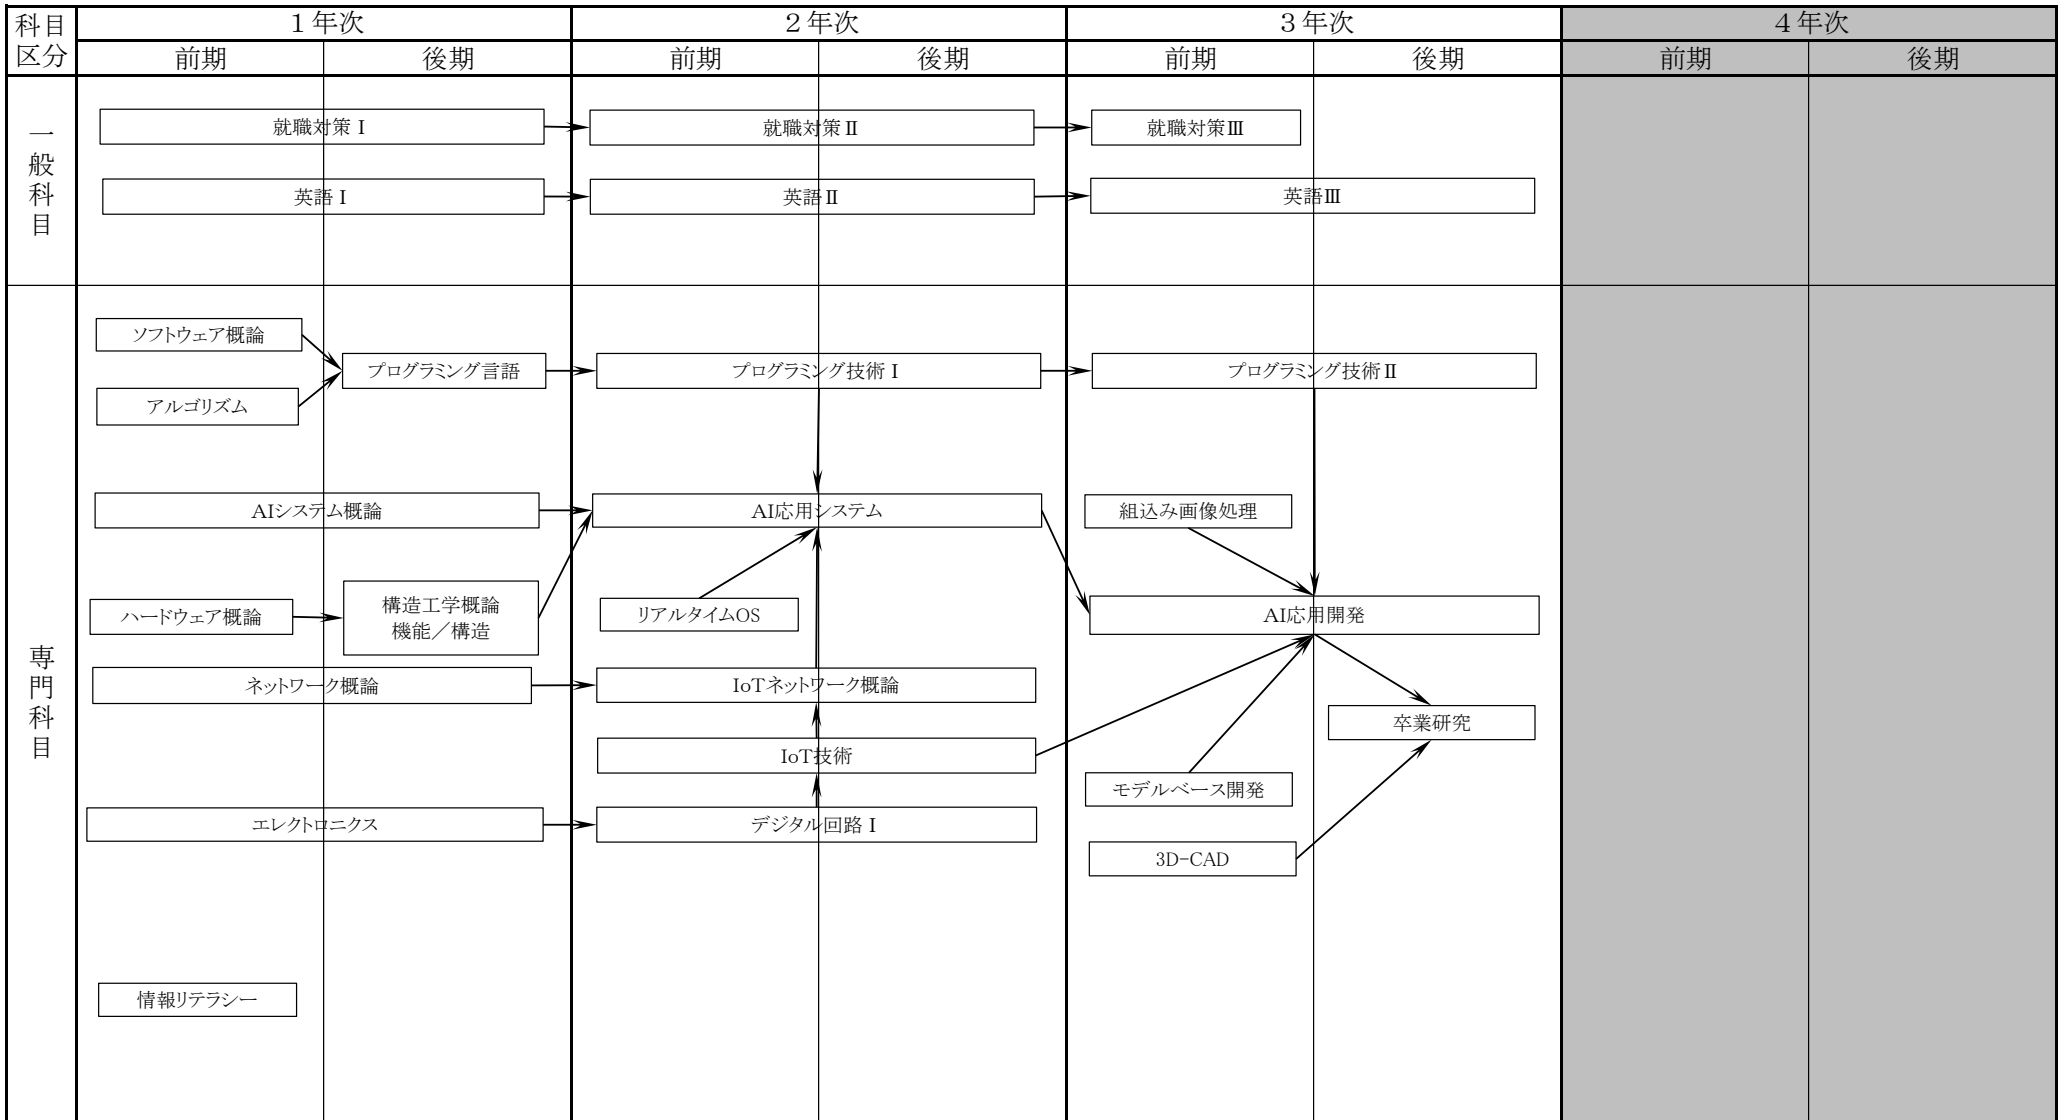 科目
区分
１年次
２年次
３年次
４年次
前期
後期
前期
後期
前期
後期
前期
後期
一般科目
就職対策Ⅰ
就職対策Ⅱ
就職対策Ⅲ
英語Ⅰ
英語Ⅱ
英語Ⅲ
専門科目
ソフトウェア概論
プログラミング言語
プログラミング技術Ⅰ
プログラミング技術Ⅱ
アルゴリズム
AIシステム概論
AI応用システム
組込み画像処理
ハードウェア概論
構造工学概論
機能／構造
リアルタイムOS
AI応用開発
ネットワーク概論
IoTネットワーク概論
卒業研究
IoT技術
モデルベース開発
エレクトロニクス
デジタル回路Ⅰ
3D-CAD
情報リテラシー